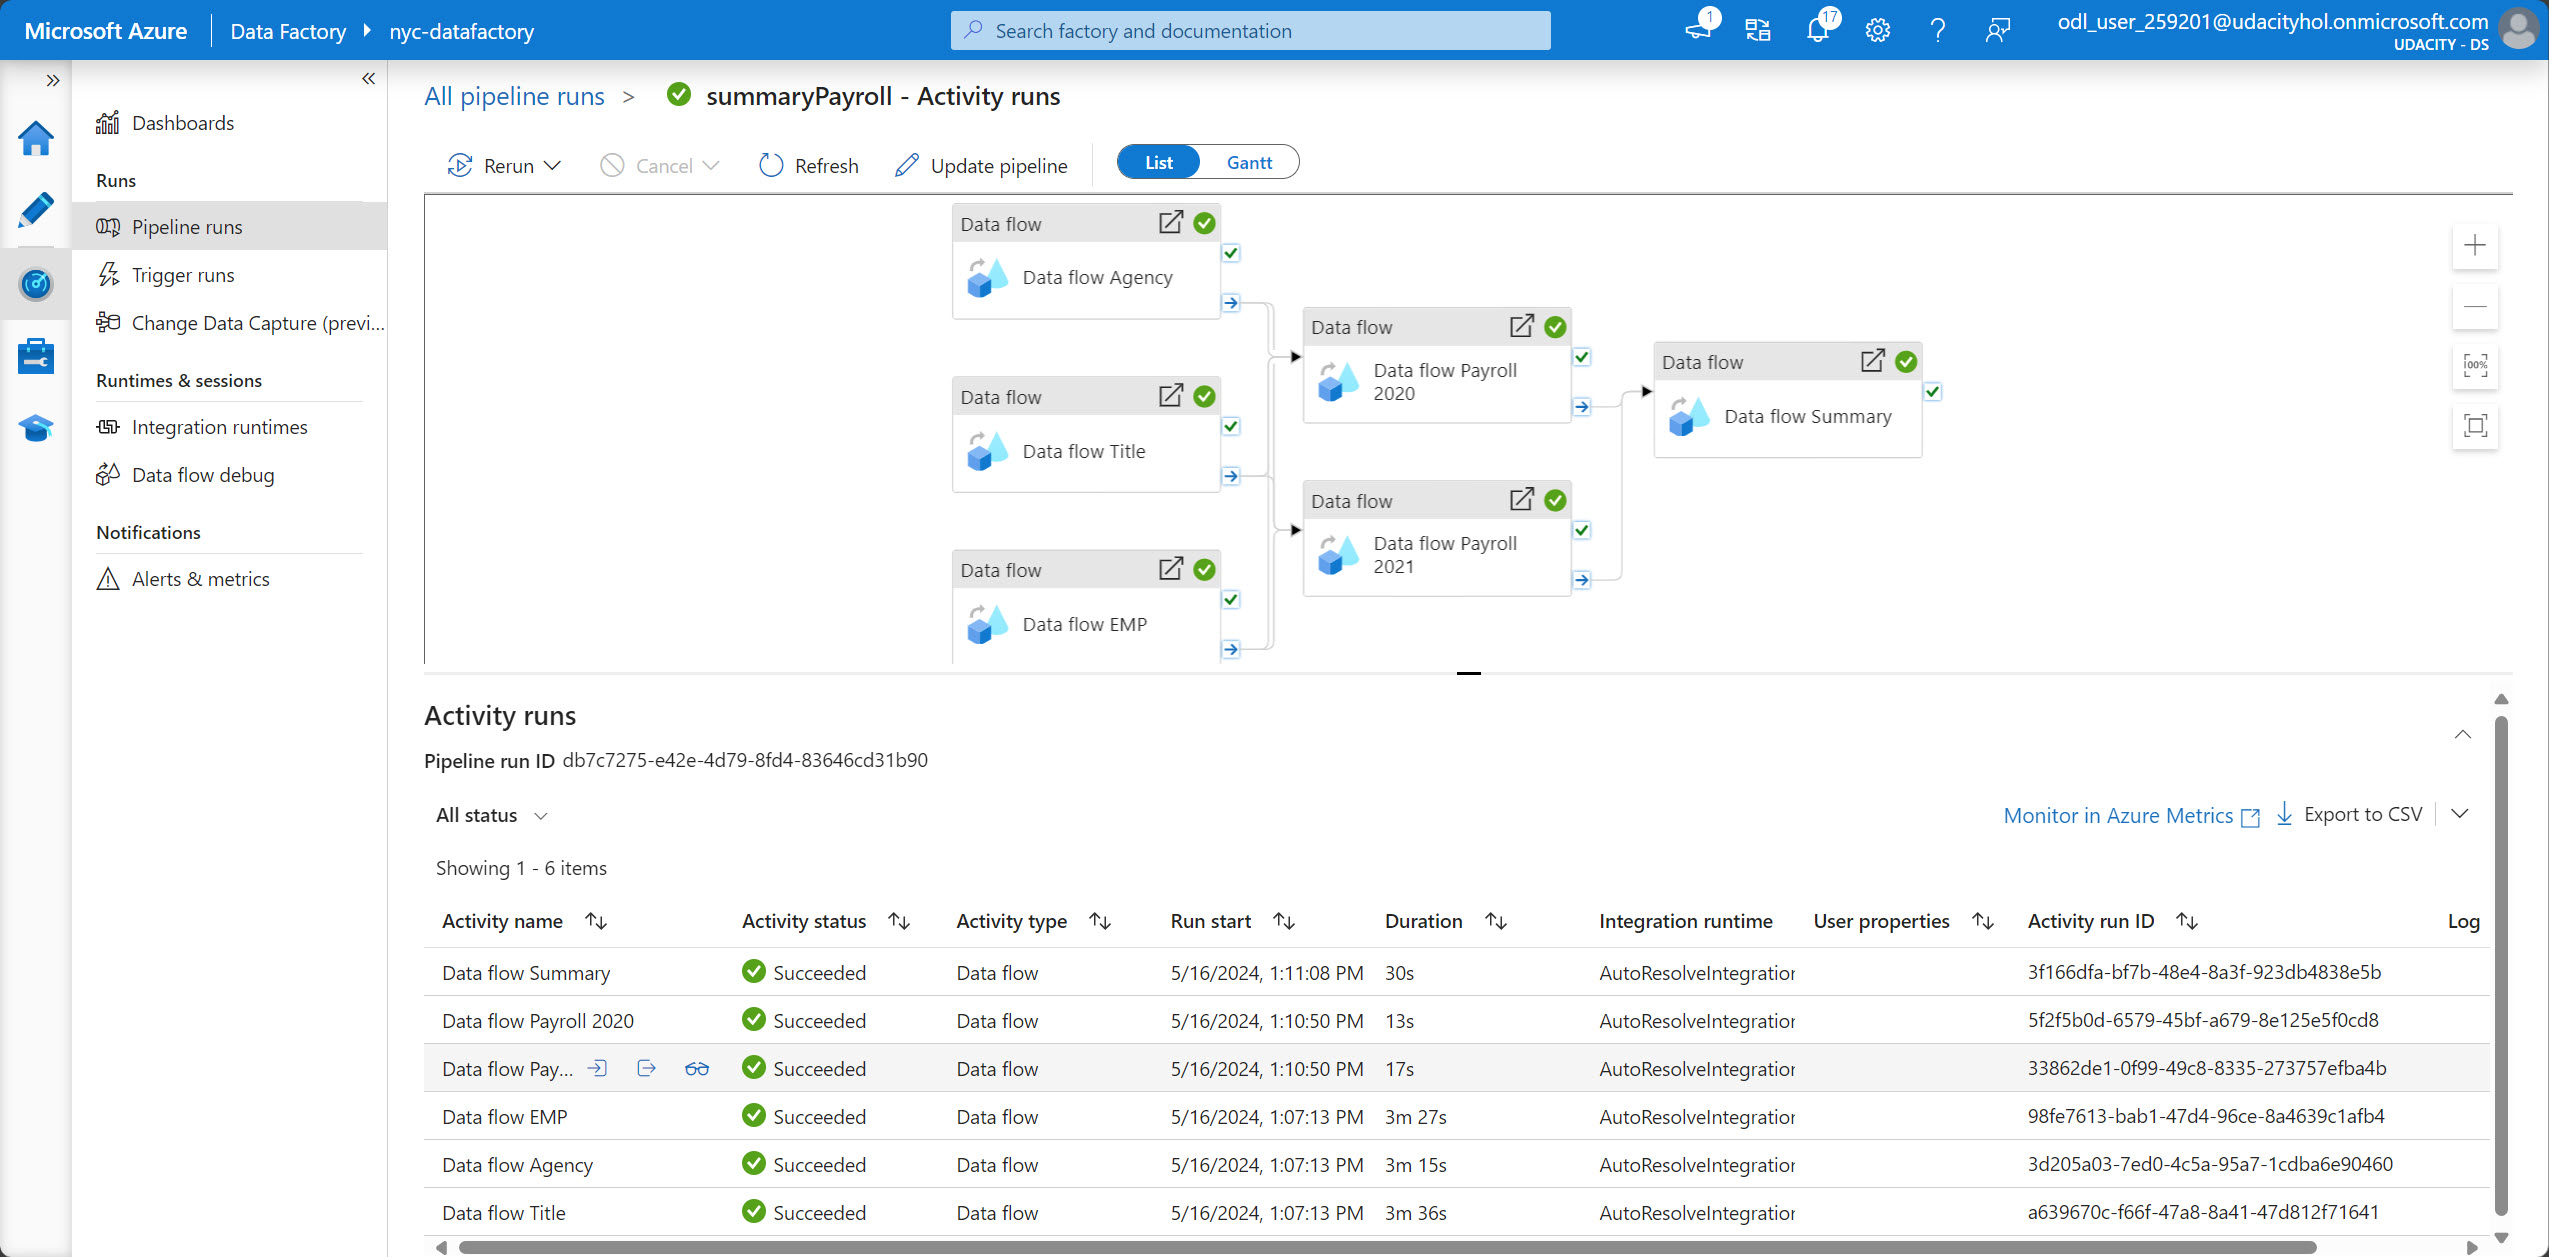 Microsoft Azure
Data Factory
nyc-datafactory
Search factory and documentation
1
17
odl_user_259201@udacityhol.onmicrosoft.com
UDACITY - DS
Dashboards
Runs
Pipeline runs
Trigger runs
Change Data Capture (previ...
Runtimes & sessions
Integration runtimes
Data flow debug
Notifications
Alerts & metrics
All pipeline runs > summaryPayroll - Activity runs
Rerun
Cancel
Refresh
Update pipeline
List
Gantt
Data flow
Data flow Agency
Data flow
Data flow Title
Data flow
Data flow EMP
Data flow
Data flow Payroll
2020
Data flow
Data flow Payroll
2021
Data flow
Data flow Summary
100%
Activity runs
Pipeline run ID db7c7275-e42e-4d79-8fd4-83646cd31b90
All status
Monitor in Azure Metrics
Export to CSV
Showing 1 - 6 items
Activity name Activity status Activity type Run start Duration Integration runtime User properties Activity run ID Log
Data flow Summary Succeeded Data flow 5/16/2024, 1:11:08 PM 30s AutoResolveIntegration 3f166dfa-bf7b-48e4-8a3f-923db4838e5b
Data flow Payroll 2020 Succeeded Data flow 5/16/2024, 1:10:50 PM 13s AutoResolveIntegration 5f2f5b0d-6579-45bf-a679-8e125e5f0cd8
Data flow Pay... Succeeded Data flow 5/16/2024, 1:10:50 PM 17s AutoResolveIntegration 33862de1-0f99-49c8-8335-273757efba4b
Data flow EMP Succeeded Data flow 5/16/2024, 1:07:13 PM 3m 27s AutoResolveIntegration 98fe7613-bab1-47d4-96ce-8a4639c1afb4
Data flow Agency Succeeded Data flow 5/16/2024, 1:07:13 PM 3m 15s AutoResolveIntegration 3d205a03-7ed0-4c5a-95a7-1cdba6e90460
Data flow Title Succeeded Data flow 5/16/2024, 1:07:13 PM 3m 36s AutoResolveIntegration a639670c-f66f-47a8-8a41-47d812f71641